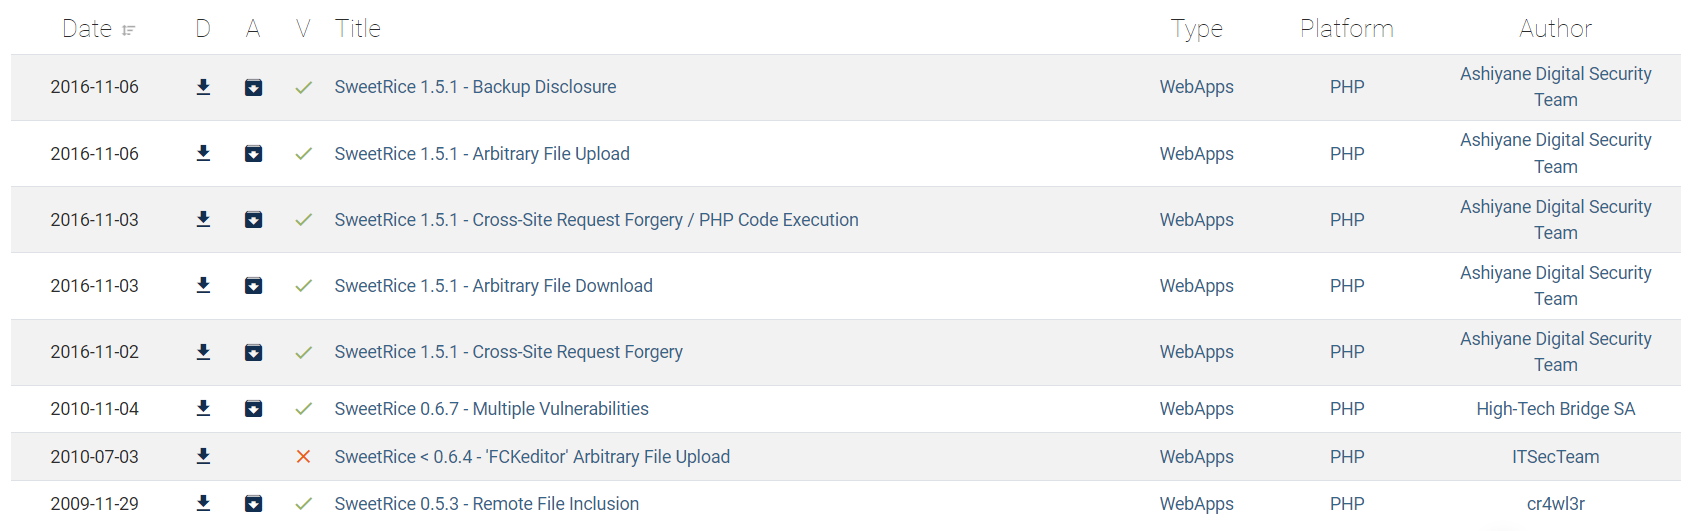 Date D A V Title Type Platform Author
2016-11-06 SweetRice 1.5.1 - Backup Disclosure WebApps PHP Ashiyane Digital Security
Team
2016-11-06 SweetRice 1.5.1 - Arbitrary File Upload WebApps PHP Ashiyane Digital Security
Team
2016-11-03 SweetRice 1.5.1 - Cross-Site Request Forgery / PHP Code Execution WebApps PHP Ashiyane Digital Security
Team
2016-11-03 SweetRice 1.5.1 - Arbitrary File Download WebApps PHP Ashiyane Digital Security
Team
2016-11-02 SweetRice 1.5.1 - Cross-Site Request Forgery WebApps PHP Ashiyane Digital Security
Team
2010-11-04 SweetRice 0.6.7 - Multiple Vulnerabilities WebApps PHP High-Tech Bridge SA
2010-07-03 SweetRice < 0.6.4 - 'FCKeditor' Arbitrary File Upload WebApps PHP ITSecTeam
2009-11-29 SweetRice 0.5.3 - Remote File Inclusion WebApps PHP cr4wl3r